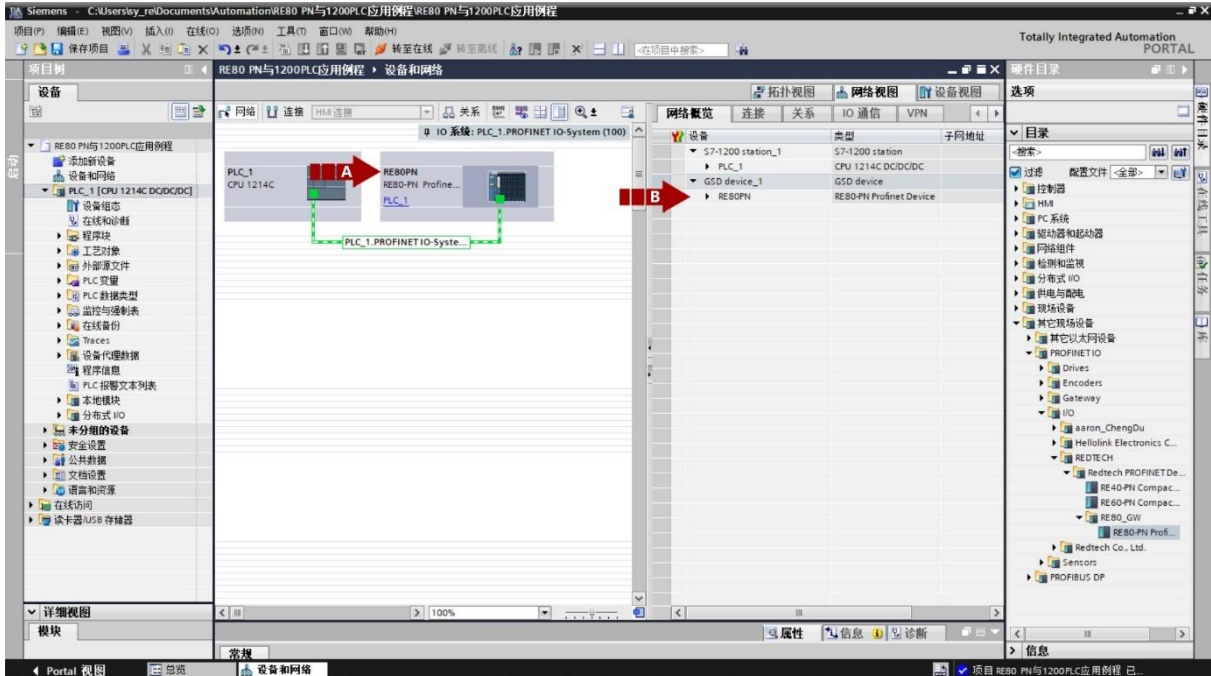 Siemens - C:\Users\sy_re\Documents\Automation\RE80 PN与1200PLC应用例程\RE80 PN与1200PLC应用例程
项目(P) 编辑(E) 视图(V) 插入(I) 在线(O) 选项(N) 工具(T) 窗口(W) 帮助(H)
Totally Integrated Automation
PORTAL
保存项目 转至在线 转至离线 <在项目中搜索>
项目树
RE80 PN与1200PLC应用例程 ▸ 设备和网络
硬件目录
设备
拓扑视图 网络视图 设备视图
选项
网络 连接 HMI 连接 关系
网络概览 连接 关系 IO 通信 VPN
IO 系统: PLC_1.PROFINET IO-System (100)
设备 类型 子网地址
S7-1200 station_1 S7-1200 station
PLC_1 CPU 1214C DC/DC/DC
GSD device_1 GSD device
RE80PN RE80-PN Profinet Device
PLC_1
CPU 1214C
A
RE80PN
RE80-PN Profine...
PLC_1
B
PLC_1.PROFINET IO-Syste...
启动
RE80 PN与1200PLC应用例程
添加新设备
设备和网络
PLC_1 [CPU 1214C DC/DC/DC]
设备组态
在线和诊断
程序块
工艺对象
外部源文件
PLC 变量
PLC 数据类型
监控与强制表
在线备份
Traces
设备代理数据
程序信息
PLC 报警文本列表
本地模块
分布式 I/O
未分组的设备
安全设置
公共数据
文档设置
语言和资源
在线访问
读卡器/USB 存储器
目录
<搜索>
过滤 配置文件 <全部>
控制器
HMI
PC 系统
驱动器和起动器
网络组件
检测和监视
分布式 I/O
供电与配电
现场设备
其它现场设备
其它以太网设备
PROFINET IO
Drives
Encoders
Gateway
I/O
aaron_ChengDu
Hellolink Electronics C...
REDTECH
Redtech PROFINET De...
RE40-PN Compac...
RE60-PN Compac...
RE80_GW
RE80-PN Profi...
Redtech Co., Ltd.
Sensors
PROFIBUS DP
硬件目录
在线工具
任务
库
详细视图
100%
模块
属性 信息 诊断
常规
信息
Portal 视图 总览 设备和网络
项目 RE80 PN与1200PLC应用例程 已...